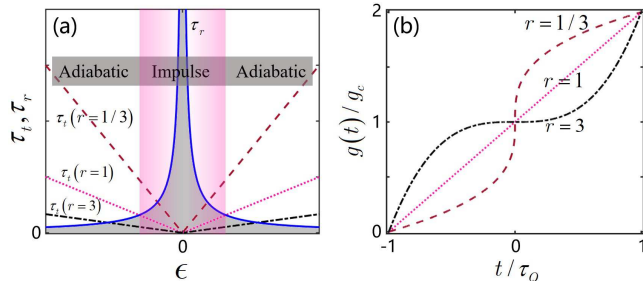 (a)
τ_r
Adiabatic Impulse Adiabatic
τ_t (r = 1/3)
τ_t (r = 1)
τ_t (r = 3)
τ_t, τ_r
0
0
ϵ
(b)
2
1
0
g(t)/g_c
r = 1/3
r = 1
r = 3
-1 0 1
t/τ_Q